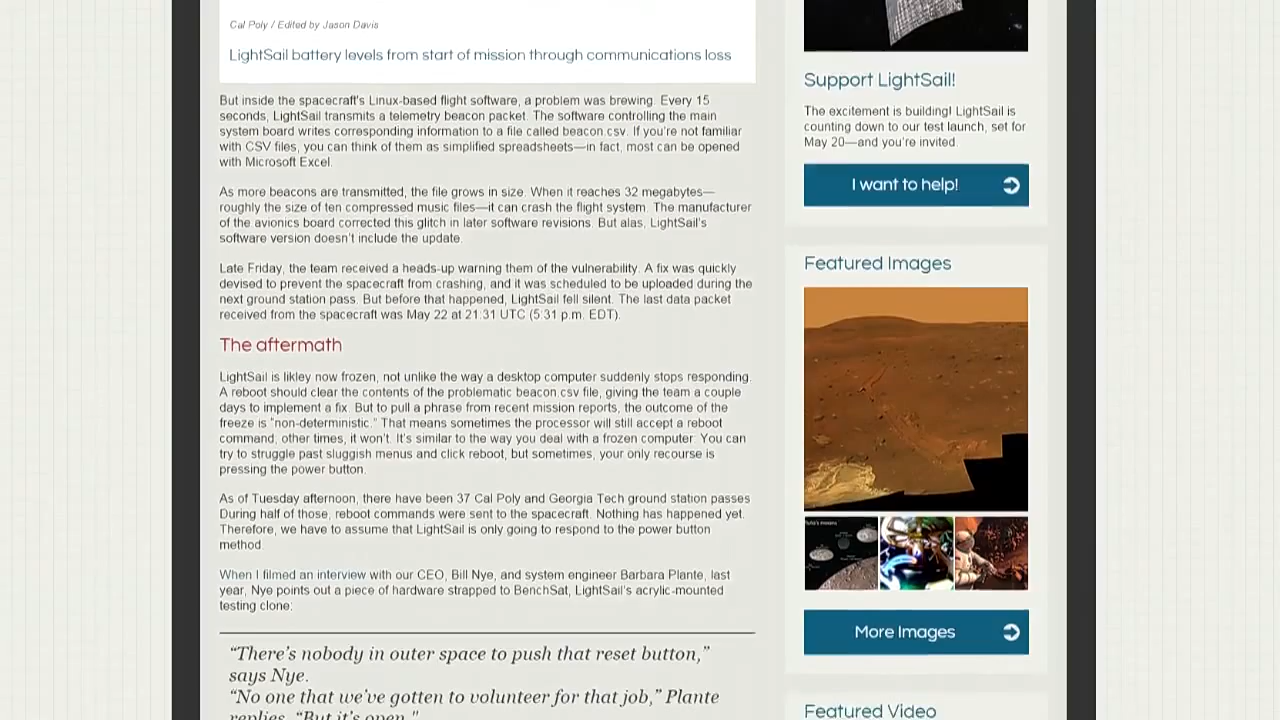 Cal Poly / Edited by Jason Davis
LightSail battery levels from start of mission through communications loss
But inside the spacecraft's Linux-based flight software, a problem was brewing. Every 15
seconds, LightSail transmits a telemetry beacon packet. The software controlling the main
system board writes corresponding information to a file called beacon.csv. If you're not familiar
with CSV files, you can think of them as simplified spreadsheets—in fact, most can be opened
with Microsoft Excel.
As more beacons are transmitted, the file grows in size. When it reaches 32 megabytes—
roughly the size of ten compressed music files—it can crash the flight system. The manufacturer
of the avionics board corrected this glitch in later software revisions. But alas, LightSail's
software version doesn't include the update.
Late Friday, the team received a heads-up warning them of the vulnerability. A fix was quickly
devised to prevent the spacecraft from crashing, and it was scheduled to be uploaded during the
next ground station pass. But before that happened, LightSail fell silent. The last data packet
received from the spacecraft was May 22 at 21:31 UTC (5:31 p.m. EDT).
The aftermath
LightSail is likley now frozen, not unlike the way a desktop computer suddenly stops responding.
A reboot should clear the contents of the problematic beacon.csv file, giving the team a couple
days to implement a fix. But to pull a phrase from recent mission reports, the outcome of the
freeze is "non-deterministic." That means sometimes the processor will still accept a reboot
command; other times, it won't. It's similar to the way you deal with a frozen computer: You can
try to struggle past sluggish menus and click reboot, but sometimes, your only recourse is
pressing the power button.
As of Tuesday afternoon, there have been 37 Cal Poly and Georgia Tech ground station passes.
During half of those, reboot commands were sent to the spacecraft. Nothing has happened yet.
Therefore, we have to assume that LightSail is only going to respond to the power button
method.
When I filmed an interview with our CEO, Bill Nye, and system engineer Barbara Plante, last
year, Nye points out a piece of hardware strapped to BenchSat, LightSail's acrylic-mounted
testing clone:
“There's nobody in outer space to push that reset button,”
says Nye.
“No one that we've gotten to volunteer for that job,” Plante
replies. “But it's open."
Support LightSail!
The excitement is building! LightSail is
counting down to our test launch, set for
May 20—and you're invited.
I want to help!
Featured Images
More Images
Featured Video